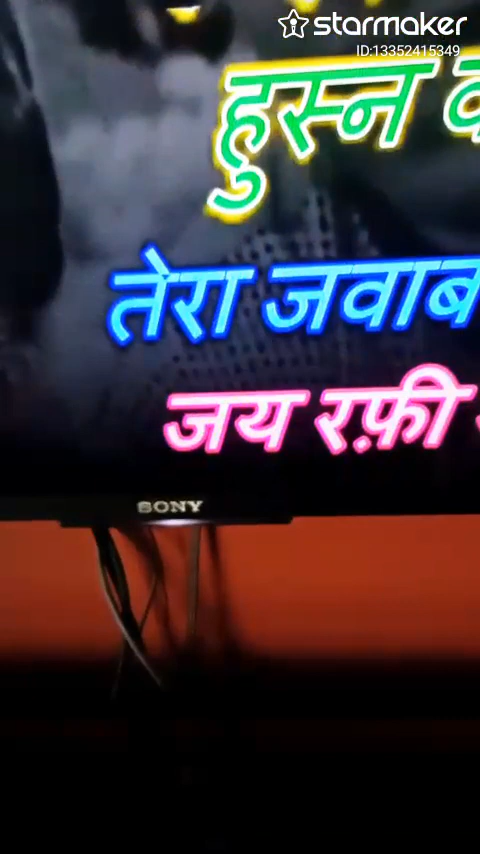 starmaker
ID:13352415349
हुस्न
तेरा जवाब
जय रफ़ी
SONY